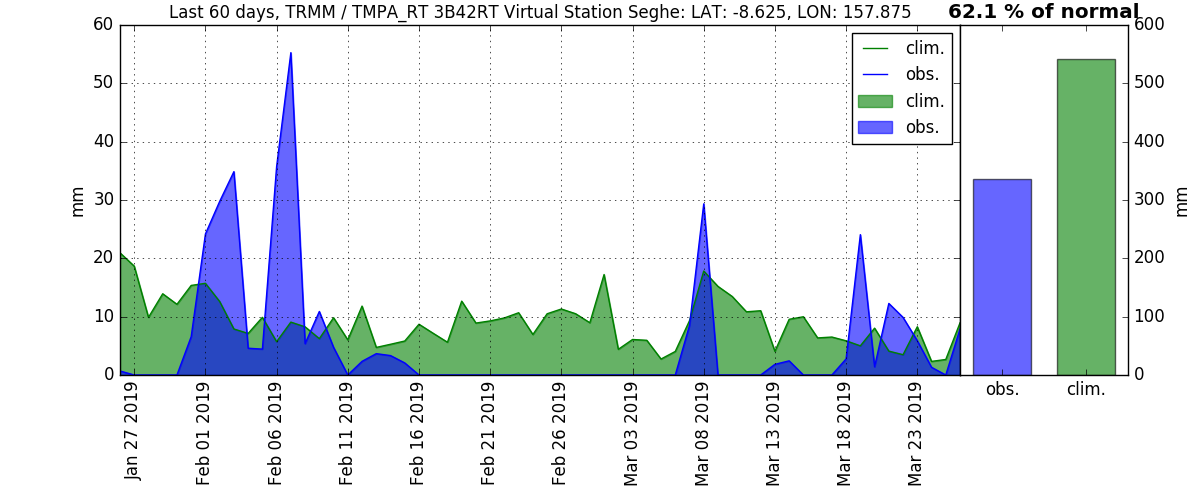 Last 60 days, TRMM / TMPA_RT 3B42RT Virtual Station Seghe: LAT: -8.625, LON: 157.875
62.1 % of normal
60
50
40
30
20
10
0
mm
clim.
obs.
clim.
obs.
600
500
400
300
200
100
0
mm
obs.
clim.
Jan 27 2019
Feb 01 2019
Feb 06 2019
Feb 11 2019
Feb 16 2019
Feb 21 2019
Feb 26 2019
Mar 03 2019
Mar 08 2019
Mar 13 2019
Mar 18 2019
Mar 23 2019